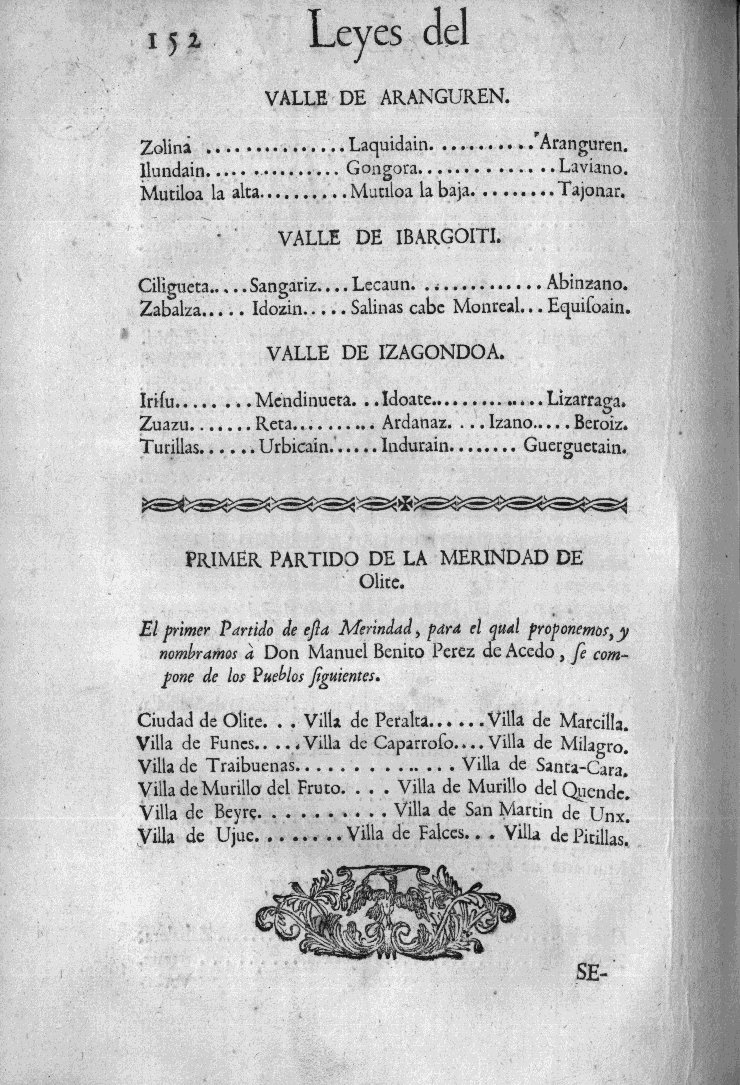 152 Leyes del
VALLE DE ARANGUREN.
Zolina ..............Laquidain. ..........Aranguren.
Ilundain..... .......... Gongora...............Laviano.
Mutiloa la alta..........Mutiloa la baja. ........Tajonar.
VALLE DE IBARGOITI.
Ciligueta.....Sangariz....Lecaun. .............Abinzano.
Zabalza..... Idozin.....Salinas cabe Monreal...Equiſoain.
VALLE DE IZAGONDOA.
Iriſu........Mendinueta. ..Idoate..............Lizarraga.
Zuazu.......Reta.......... Ardanaz. ...Izano.....Beroiz.
Turillas......Urbicain......Indurain........ Guerguetain.
PRIMER PARTIDO DE LA MERINDAD DE
Olite.
El primer Partido de eſta Merindad, para el qual proponemos, y
nombramos à Don Manuel Benito Perez de Acedo, ſe com-
pone de los Pueblos ſiguientes.
Ciudad de Olite. .. Villa de Peralta......Villa de Marcilla.
Villa de Funes.....Villa de Caparroſo....Villa de Milagro.
Villa de Traibuenas............... Villa de Santa-Cara.
Villa de Murillo del Fruto. ... Villa de Murillo del Quende.
Villa de Beyre. .......... Villa de San Martin de Unx.
Villa de Ujue. .......Villa de Falces... Villa de Pitillas.
SE-